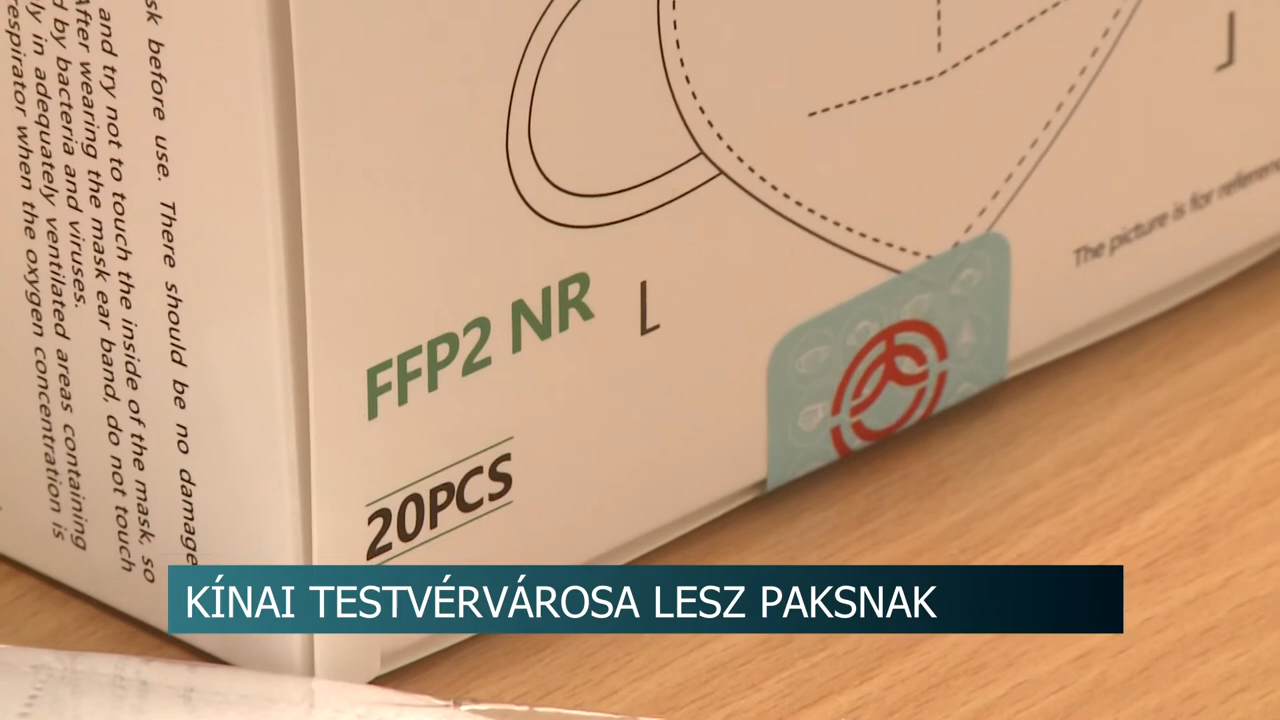 sk before use. There should be no damage
and try not to touch the inside of the mask, so
After wearing the mask ear band, do not touch
d by bacteria and viruses.
ly in adequately ventilated areas containing
respirator when the oxygen concentration is
J
The picture is for referenc
FFP2 NR L
20PCS
KÍNAI TESTVÉRVÁROSA LESZ PAKSNAK